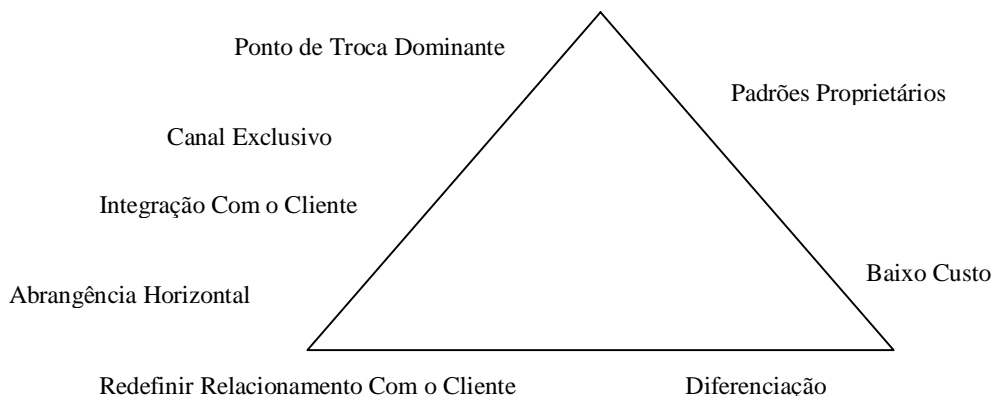 Ponto de Troca Dominante
Padrões Proprietários
Canal Exclusivo
Integração Com o Cliente
Baixo Custo
Abrangência Horizontal
Redefinir Relacionamento Com o Cliente
Diferenciação